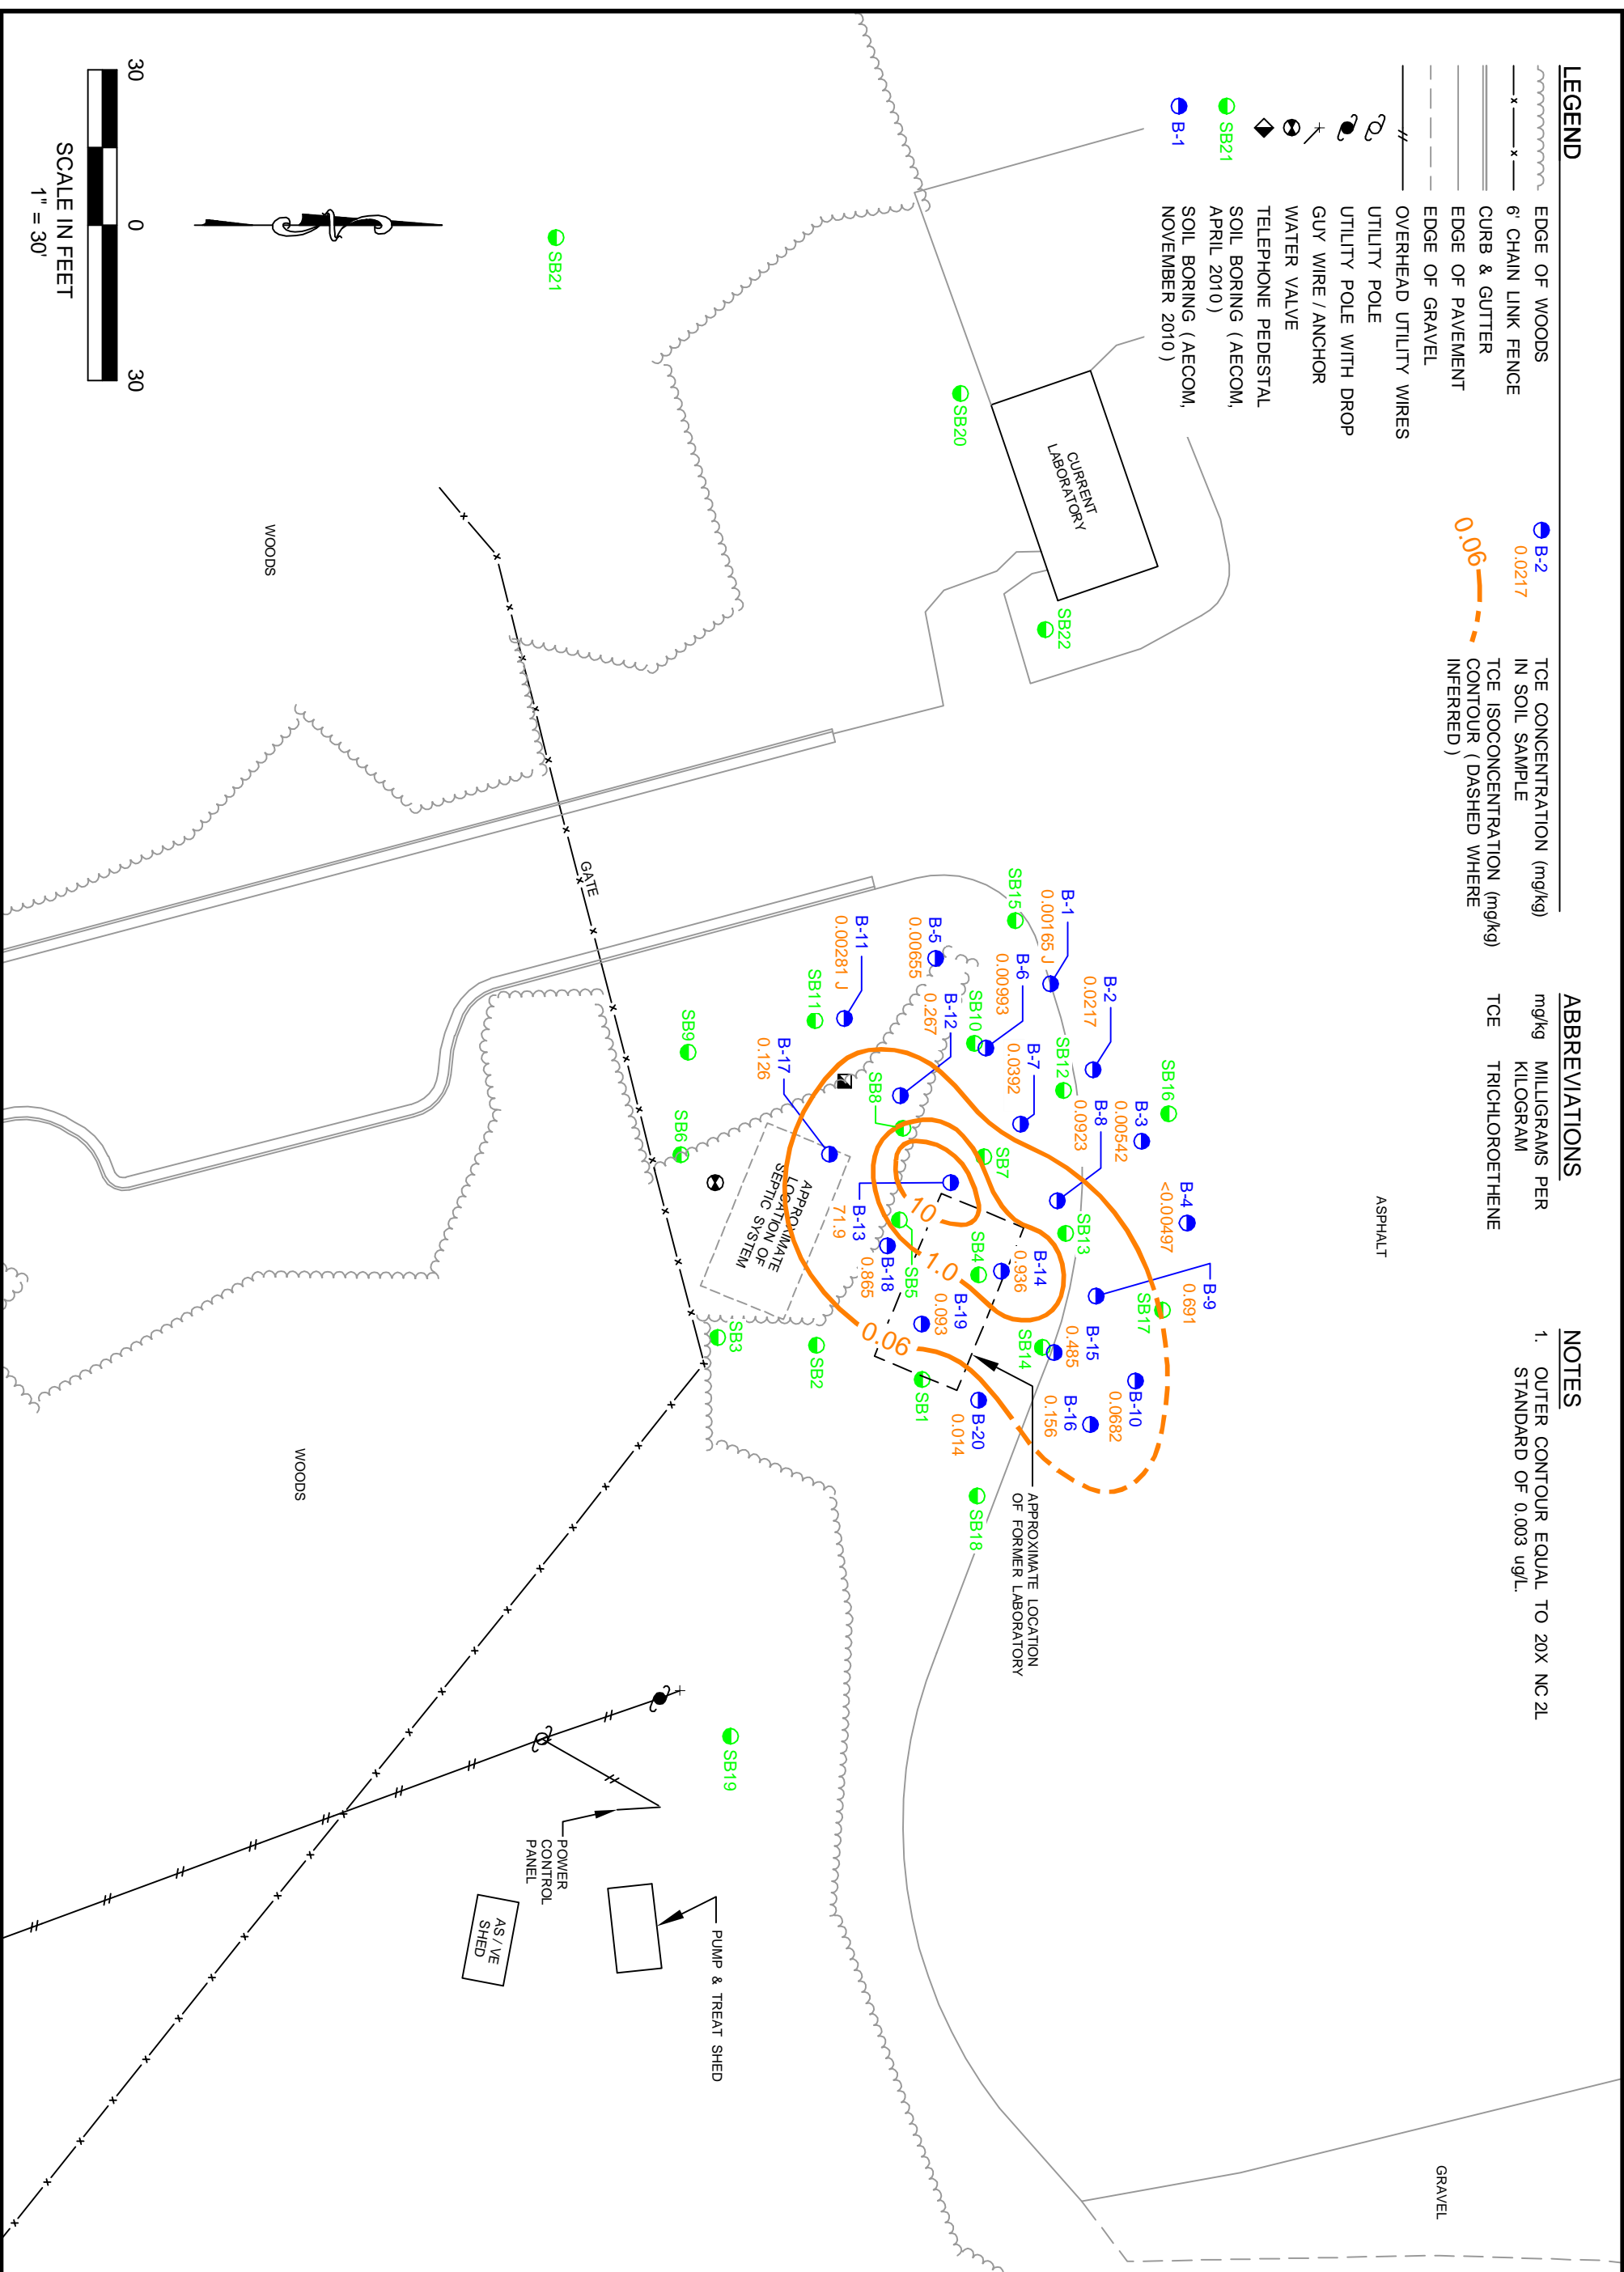 LEGEND
EDGE OF WOODS
6' CHAIN LINK FENCE
CURB & GUTTER
EDGE OF PAVEMENT
EDGE OF GRAVEL
OVERHEAD UTILITY WIRES
UTILITY POLE
UTILITY POLE WITH DROP
GUY WIRE / ANCHOR
WATER VALVE
TELEPHONE PEDESTAL
SB21
SOIL BORING ( AECOM,
APRIL 2010 )
B-1
SOIL BORING ( AECOM,
NOVEMBER 2010 )
B-2
0.0217
TCE CONCENTRATION (mg/kg)
IN SOIL SAMPLE
0.06
TCE ISOCONCENTRATION (mg/kg)
CONTOUR ( DASHED WHERE
INFERRED )
ABBREVIATIONS
mg/kg MILLIGRAMS PER
KILOGRAM
TCE TRICHLOROETHENE
NOTES
1. OUTER CONTOUR EQUAL TO 20X NC 2L
STANDARD OF 0.003 ug/L.
ASPHALT
GRAVEL
CURRENT
LABORATORY
SB22
SB20
SB21
WOODS
GATE
SB15
B-1
0.00165 J
B-2
0.0217
SB16
B-3
0.00542
B-4
<0.00497
B-9
0.691
SB17
B-10
0.0682
B-8
0.0923
SB12
SB13
B-15
0.485
B-16
0.156
SB14
B-7
0.0392
B-6
0.00993
SB10
B-5
0.00655
B-12
0.267
SB7
SB8
B-14
0.936
SB4
B-20
0.014
SB18
B-19
0.093
SB1
SB5
B-18
0.865
B-13
71.9
10
1.0
0.06
B-11
0.00281 J
SB11
B-17
0.126
SB9
SB6
SB2
SB3
APPROXIMATE
LOCATION OF
SEPTIC SYSTEM
APPROXIMATE LOCATION
OF FORMER LABORATORY
SB19
PUMP & TREAT SHED
POWER
CONTROL
PANEL
AS / VE
SHED
WOODS
30 0 30
SCALE IN FEET
1" = 30'